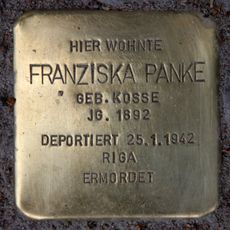 HIER WOHNTE
FRANZISKA PANKE
GEB. KOSSE
JG. 1892
DEPORTIERT 25.1.1942
RIGA
ERMORDET